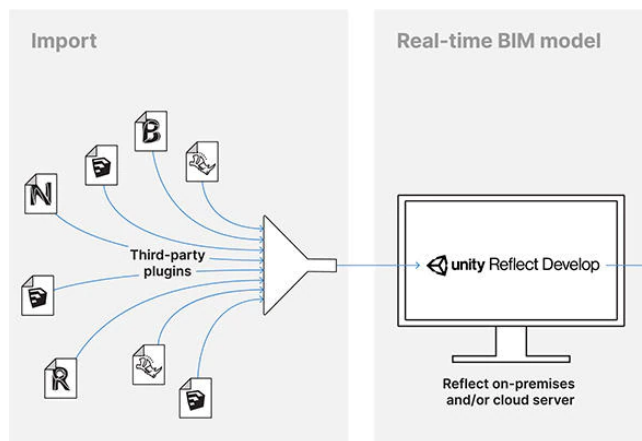 Import
Real-time BIM model
B
N
Third-party
plugins
R
unity Reflect Develop
Reflect on-premises
and/or cloud server